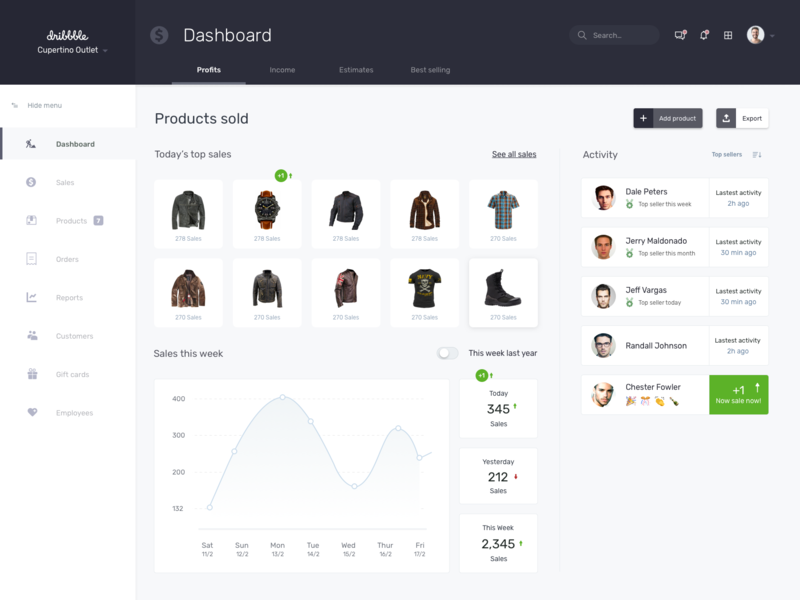 dribbble
Cupertino Outlet
$ Dashboard
Search...
Profits Income Estimates Best selling
Hide menu
Dashboard
$ Sales
Products 7
Orders
Reports
Customers
Gift cards
Employees
Products sold
+ Add product
Export
Today's top sales
See all sales
+1
278 Sales
278 Sales
278 Sales
278 Sales
270 Sales
270 Sales
270 Sales
270 Sales
270 Sales
270 Sales
Sales this week
This week last year
400
300
200
132
Sat Sun Mon Tue Wed Thur Fri
11/2 12/2 13/2 14/2 15/2 16/2 17/2
+1
Today
345
Sales
Yesterday
212
Sales
This Week
2,345
Sales
Activity
Top sellers
Dale Peters
Top seller this week
Lastest activity
2h ago
Jerry Maldonado
Top seller this month
Lastest activity
30 min ago
Jeff Vargas
Top seller today
Lastest activity
30 min ago
Randall Johnson
Lastest activity
2h ago
Chester Fowler
+1
Now sale now!